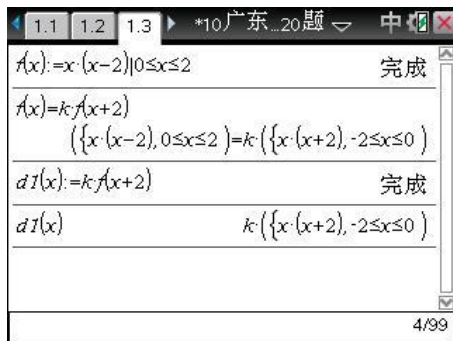 1.1 1.2 1.3 *10广东…20题 中
f(x):=x·(x-2)|0≤x≤2 完成
f(x)=k·f(x+2)
({x·(x-2),0≤x≤2)=k·({x·(x+2),-2≤x≤0)
d1(x):=k·f(x+2) 完成
d1(x) k·({x·(x+2),-2≤x≤0)
4/99